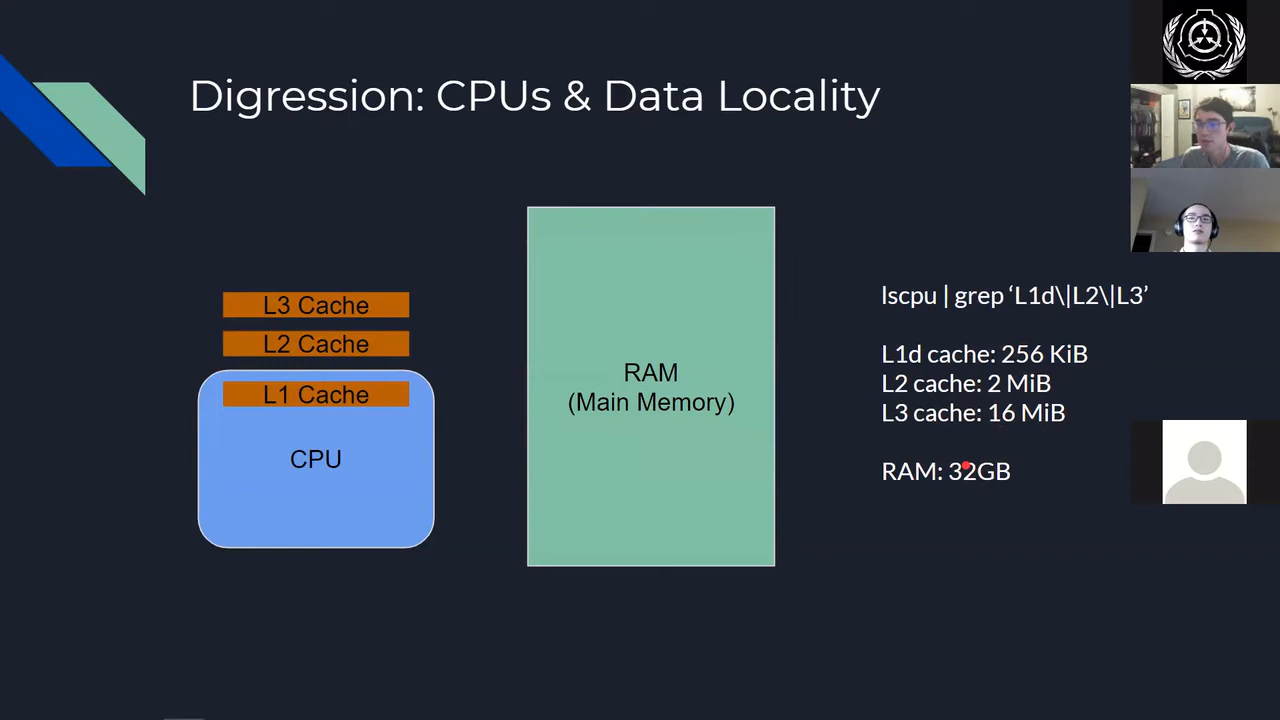 Digression: CPUs & Data Locality
L3 Cache
L2 Cache
L1 Cache
CPU
RAM
(Main Memory)
lscpu | grep ‘L1d\|L2\|L3’
L1d cache: 256 KiB
L2 cache: 2 MiB
L3 cache: 16 MiB
RAM: 32GB